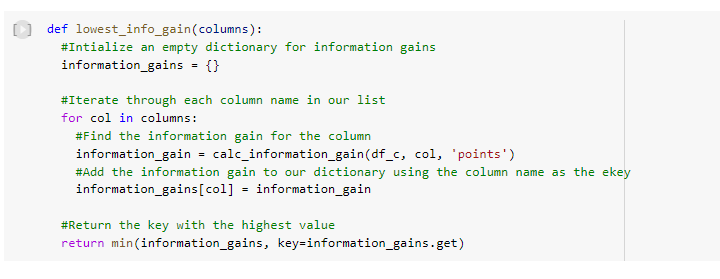 def lowest_info_gain(columns):
#Intialize an empty dictionary for information gains
information_gains = {}
#Iterate through each column name in our list
for col in columns:
#Find the information gain for the column
information_gain = calc_information_gain(df_c, col, 'points')
#Add the information gain to our dictionary using the column name as the ekey
information_gains[col] = information_gain
#Return the key with the highest value
return min(information_gains, key=information_gains.get)